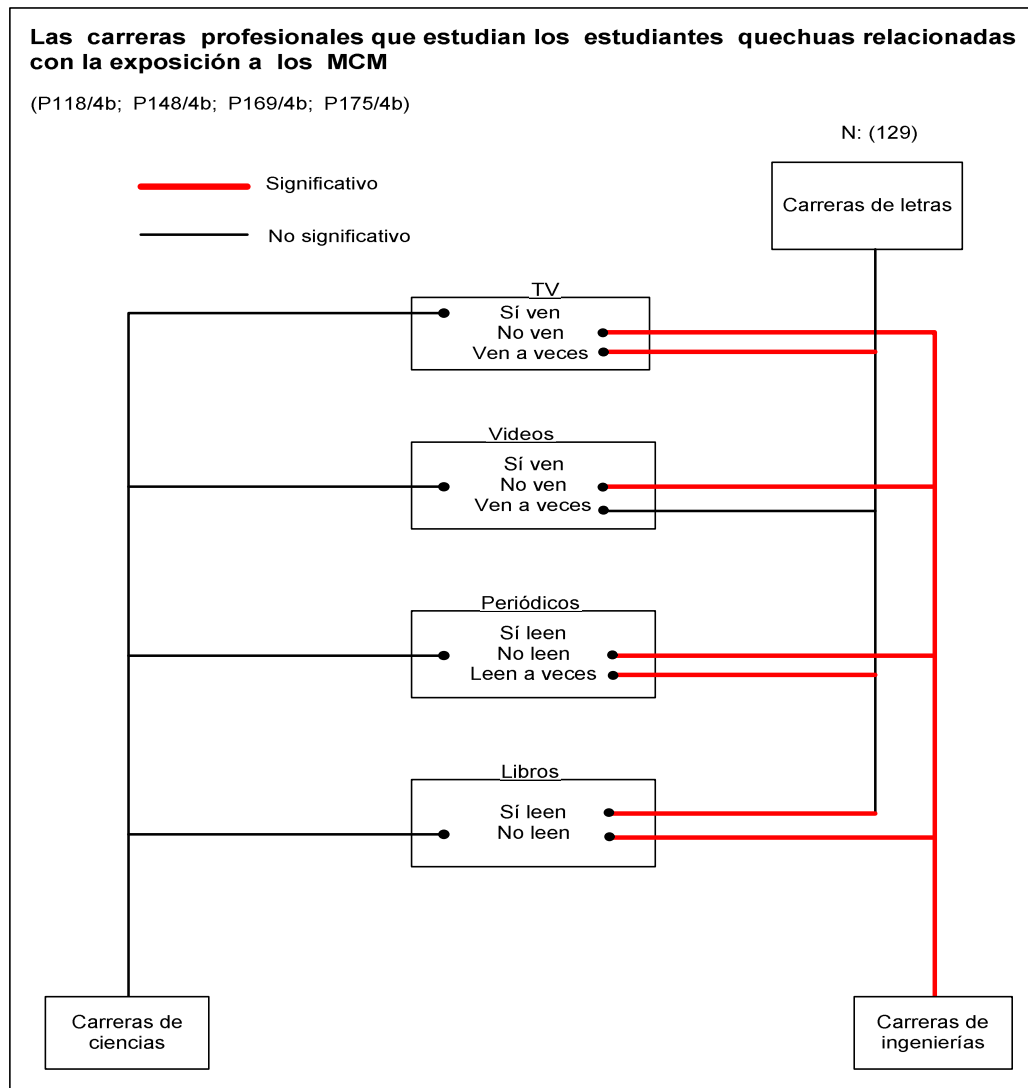 Las carreras profesionales que estudian los estudiantes quechuas relacionadas
con la exposición a los MCM
(P118/4b; P148/4b; P169/4b; P175/4b)
N: (129)
Significativo
No significativo
Carreras de letras
TV
Sí ven
No ven
Ven a veces
Videos
Sí ven
No ven
Ven a veces
Periódicos
Sí leen
No leen
Leen a veces
Libros
Sí leen
No leen
Carreras de
ciencias
Carreras de
ingenierías